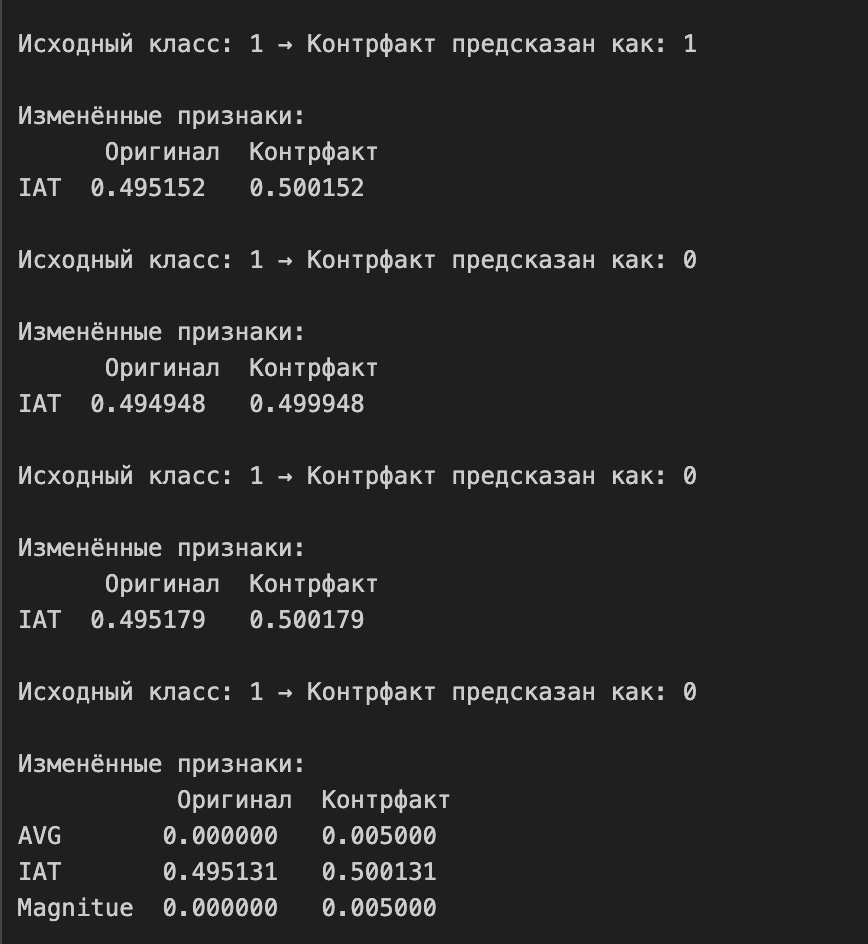 Исходный класс: 1 → Контрфакт предсказан как: 1
Изменённые признаки:
Оригинал Контрфакт
IAT 0.495152 0.500152
Исходный класс: 1 → Контрфакт предсказан как: 0
Изменённые признаки:
Оригинал Контрфакт
IAT 0.494948 0.499948
Исходный класс: 1 → Контрфакт предсказан как: 0
Изменённые признаки:
Оригинал Контрфакт
IAT 0.495179 0.500179
Исходный класс: 1 → Контрфакт предсказан как: 0
Изменённые признаки:
Оригинал Контрфакт
AVG 0.000000 0.005000
IAT 0.495131 0.500131
Magnitue 0.000000 0.005000